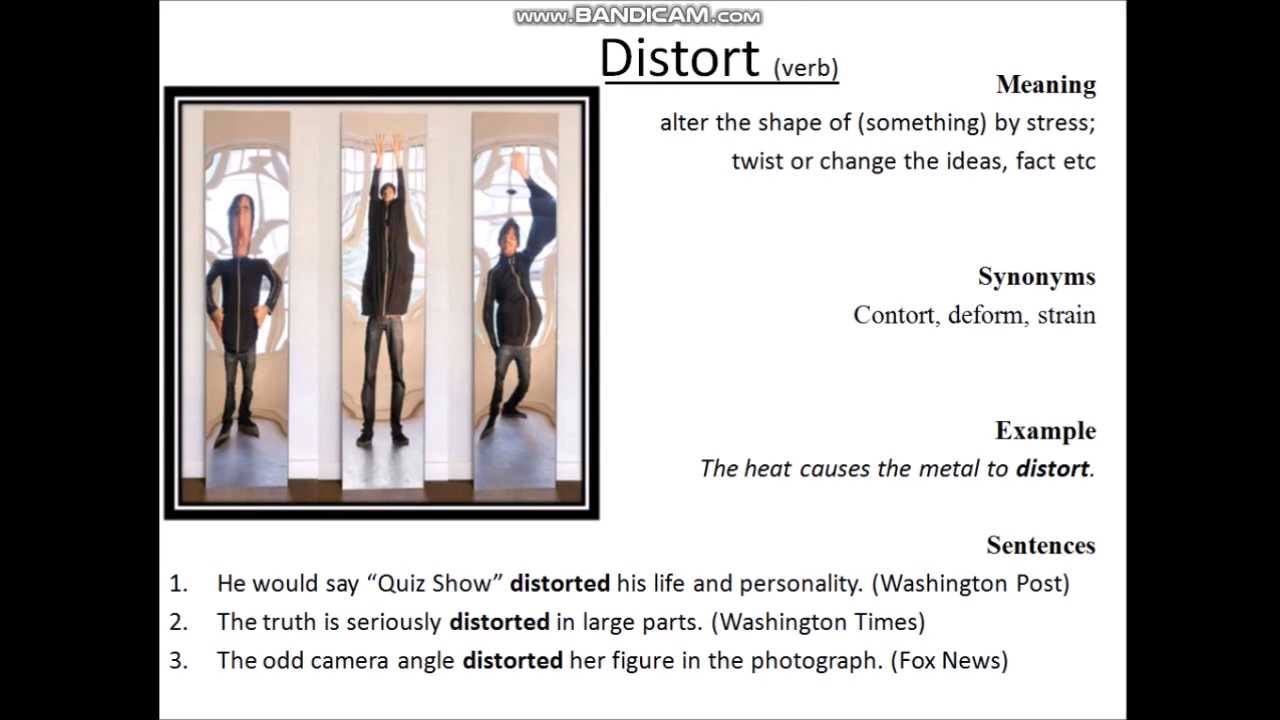 www.BANDICAM.com
Distort (verb)
Meaning
alter the shape of (something) by stress;
twist or change the ideas, fact etc
Synonyms
Contort, deform, strain
Example
The heat causes the metal to distort.
Sentences
1. He would say “Quiz Show” distorted his life and personality. (Washington Post)
2. The truth is seriously distorted in large parts. (Washington Times)
3. The odd camera angle distorted her figure in the photograph. (Fox News)